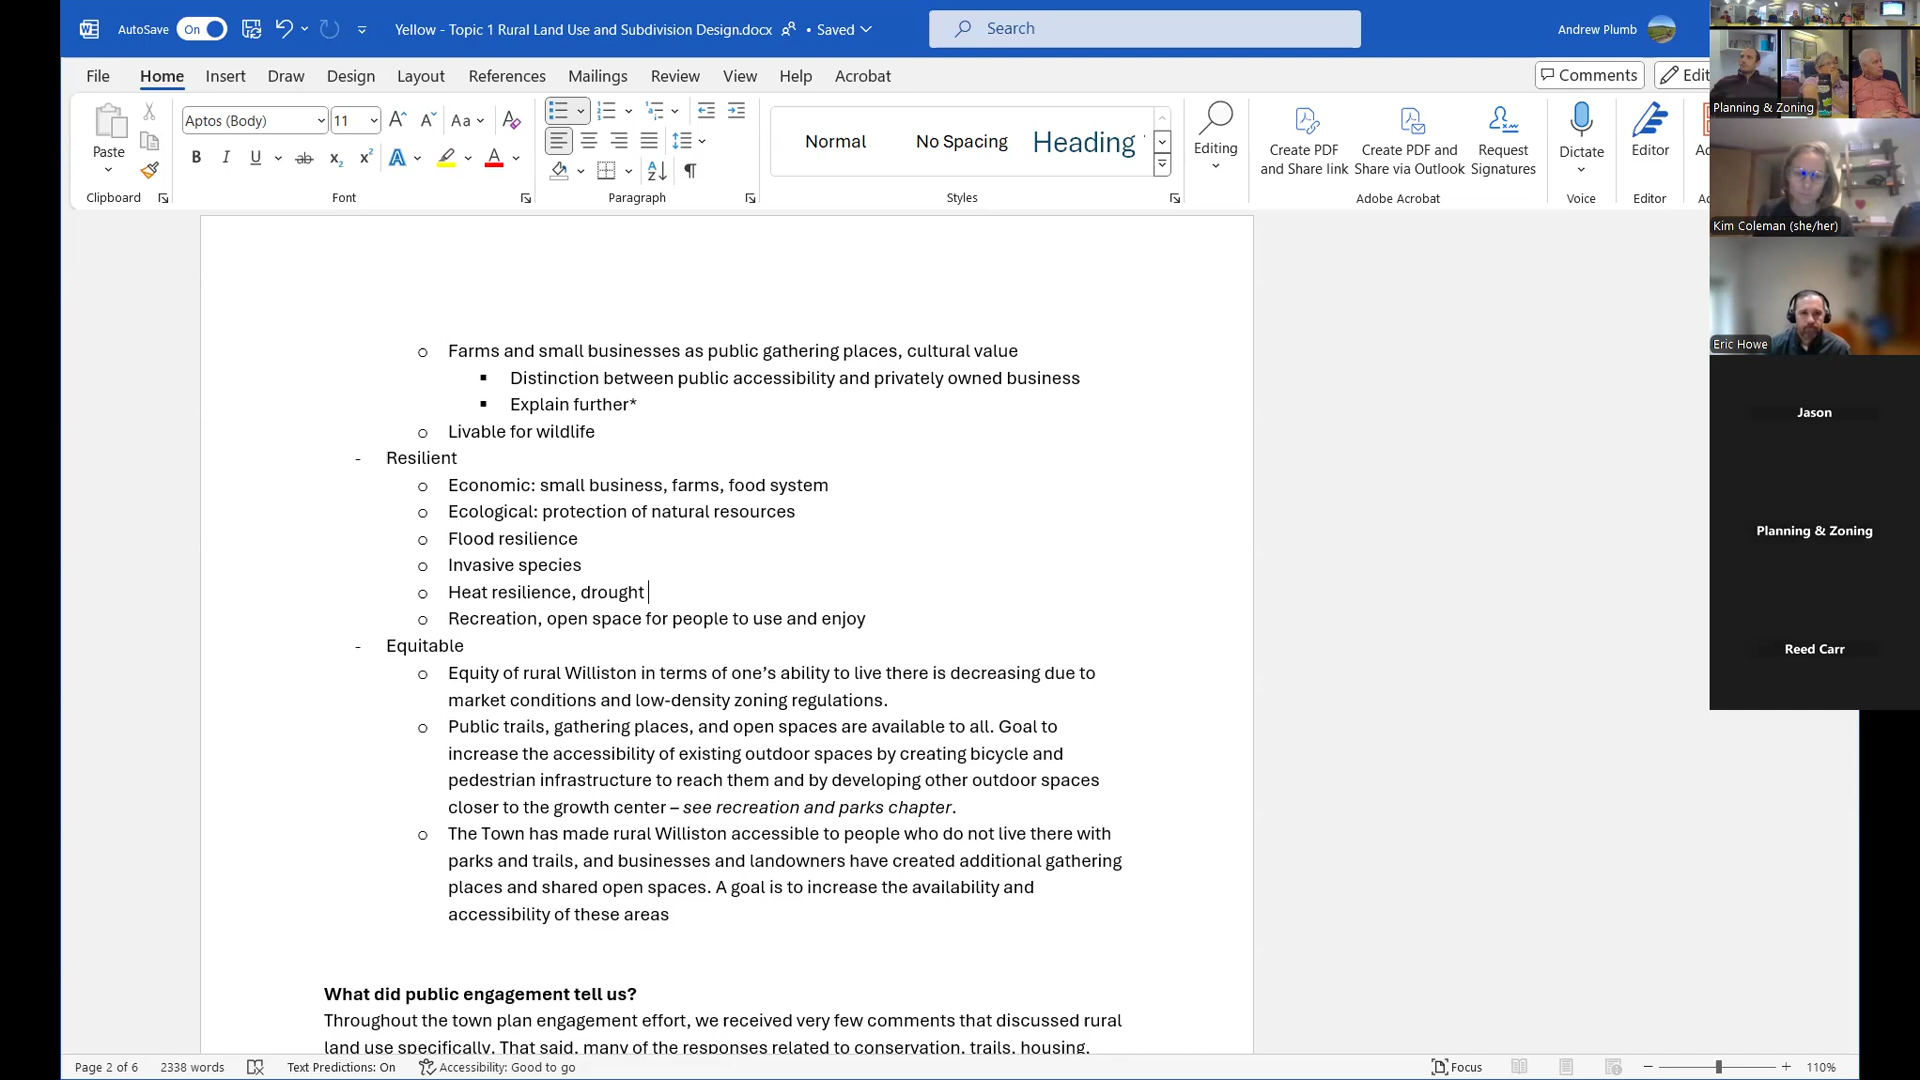 AutoSave
On
Yellow - Topic 1 Rural Land Use and Subdivision Design.docx
• Saved
Search
Andrew Plumb
File
Home
Insert
Draw
Design
Layout
References
Mailings
Review
View
Help
Acrobat
Comments
Edit
Paste
Clipboard
Aptos (Body)
11
Font
Paragraph
Normal
No Spacing
Heading
Styles
Editing
Create PDF
and Share link
Create PDF and
Share via Outlook
Request
Signatures
Adobe Acrobat
Dictate
Voice
Editor
Editor
Planning & Zoning
Kim Coleman (she/her)
Eric Howe
Jason
Planning & Zoning
Reed Carr
o Farms and small businesses as public gathering places, cultural value
▪ Distinction between public accessibility and privately owned business
▪ Explain further*
o Livable for wildlife
- Resilient
o Economic: small business, farms, food system
o Ecological: protection of natural resources
o Flood resilience
o Invasive species
o Heat resilience, drought
o Recreation, open space for people to use and enjoy
- Equitable
o Equity of rural Williston in terms of one’s ability to live there is decreasing due to
market conditions and low-density zoning regulations.
o Public trails, gathering places, and open spaces are available to all. Goal to
increase the accessibility of existing outdoor spaces by creating bicycle and
pedestrian infrastructure to reach them and by developing other outdoor spaces
closer to the growth center – see recreation and parks chapter.
o The Town has made rural Williston accessible to people who do not live there with
parks and trails, and businesses and landowners have created additional gathering
places and shared open spaces. A goal is to increase the availability and
accessibility of these areas
What did public engagement tell us?
Throughout the town plan engagement effort, we received very few comments that discussed rural
land use specifically. That said, many of the responses related to conservation, trails, housing,
Page 2 of 6
2338 words
Text Predictions: On
Accessibility: Good to go
Focus
110%